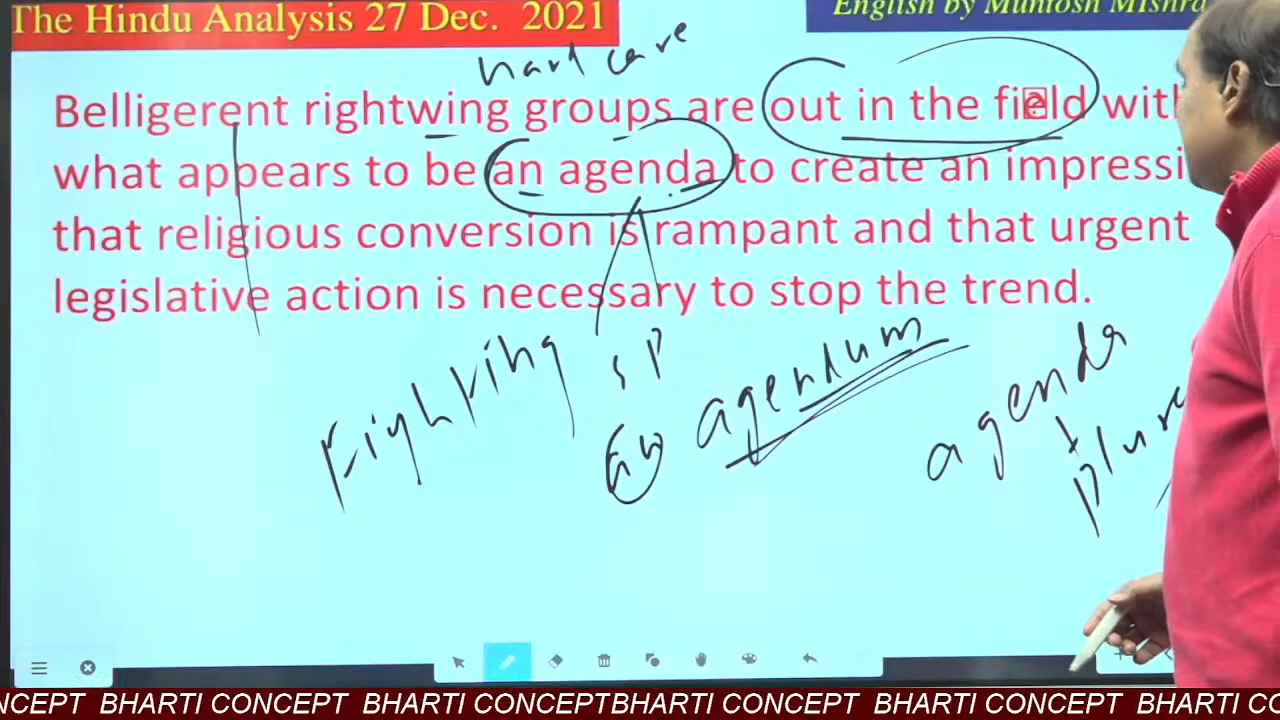 The Hindu Analysis 27 Dec. 2021
English by Muntosh Mishra
hard core
Belligerent rightwing groups are out in the field with
what appears to be an agenda to create an impressi
that religious conversion is rampant and that urgent
legislative action is necessary to stop the trend.
Fighting
S P
an agendum
agenda
plura
NCEPT BHARTI CONCEPT BHARTI CONCEPTBHARTI CONCEPT BHARTI CONCEPT BHARTI CO